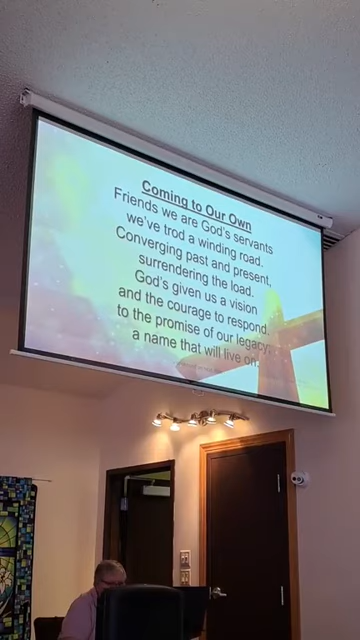 Coming to Our Own
Friends we are God's servants
we've trod a winding road.
Converging past and present,
surrendering the load.
God's given us a vision
and the courage to respond.
to the promise of our legacy;
a name that will live on.